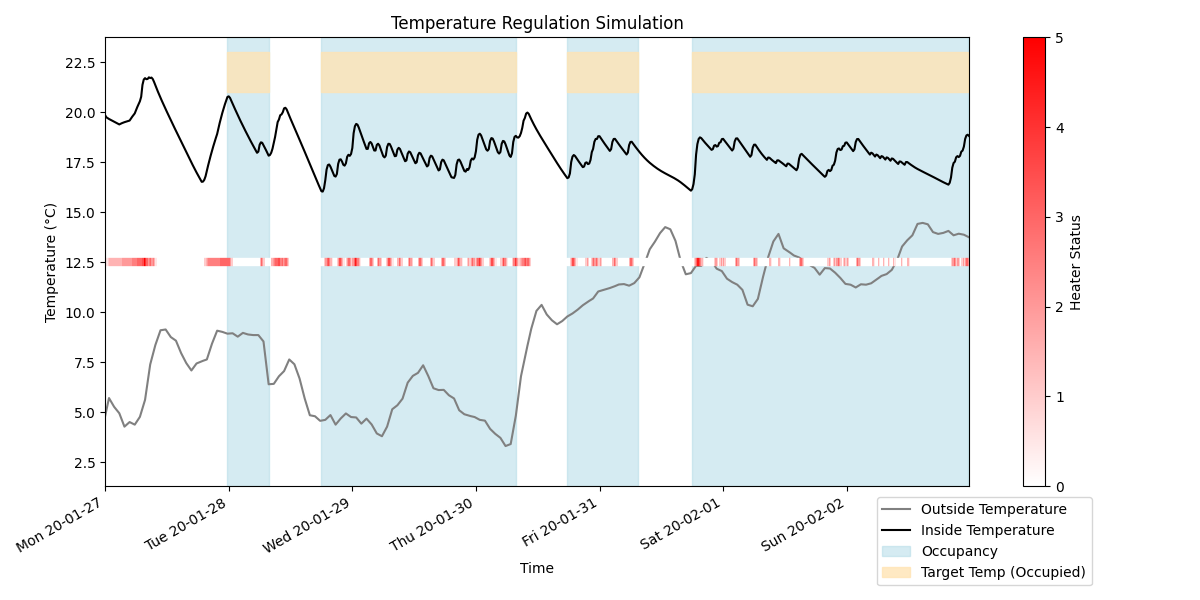 Temperature Regulation Simulation
22.5
20.0
17.5
15.0
12.5
10.0
7.5
5.0
2.5
Temperature (°C)
Mon 20-01-27
Tue 20-01-28
Wed 20-01-29
Thu 20-01-30
Fri 20-01-31
Sat 20-02-01
Sun 20-02-02
Time
5
4
3
2
1
0
Heater Status
Outside Temperature
Inside Temperature
Occupancy
Target Temp (Occupied)